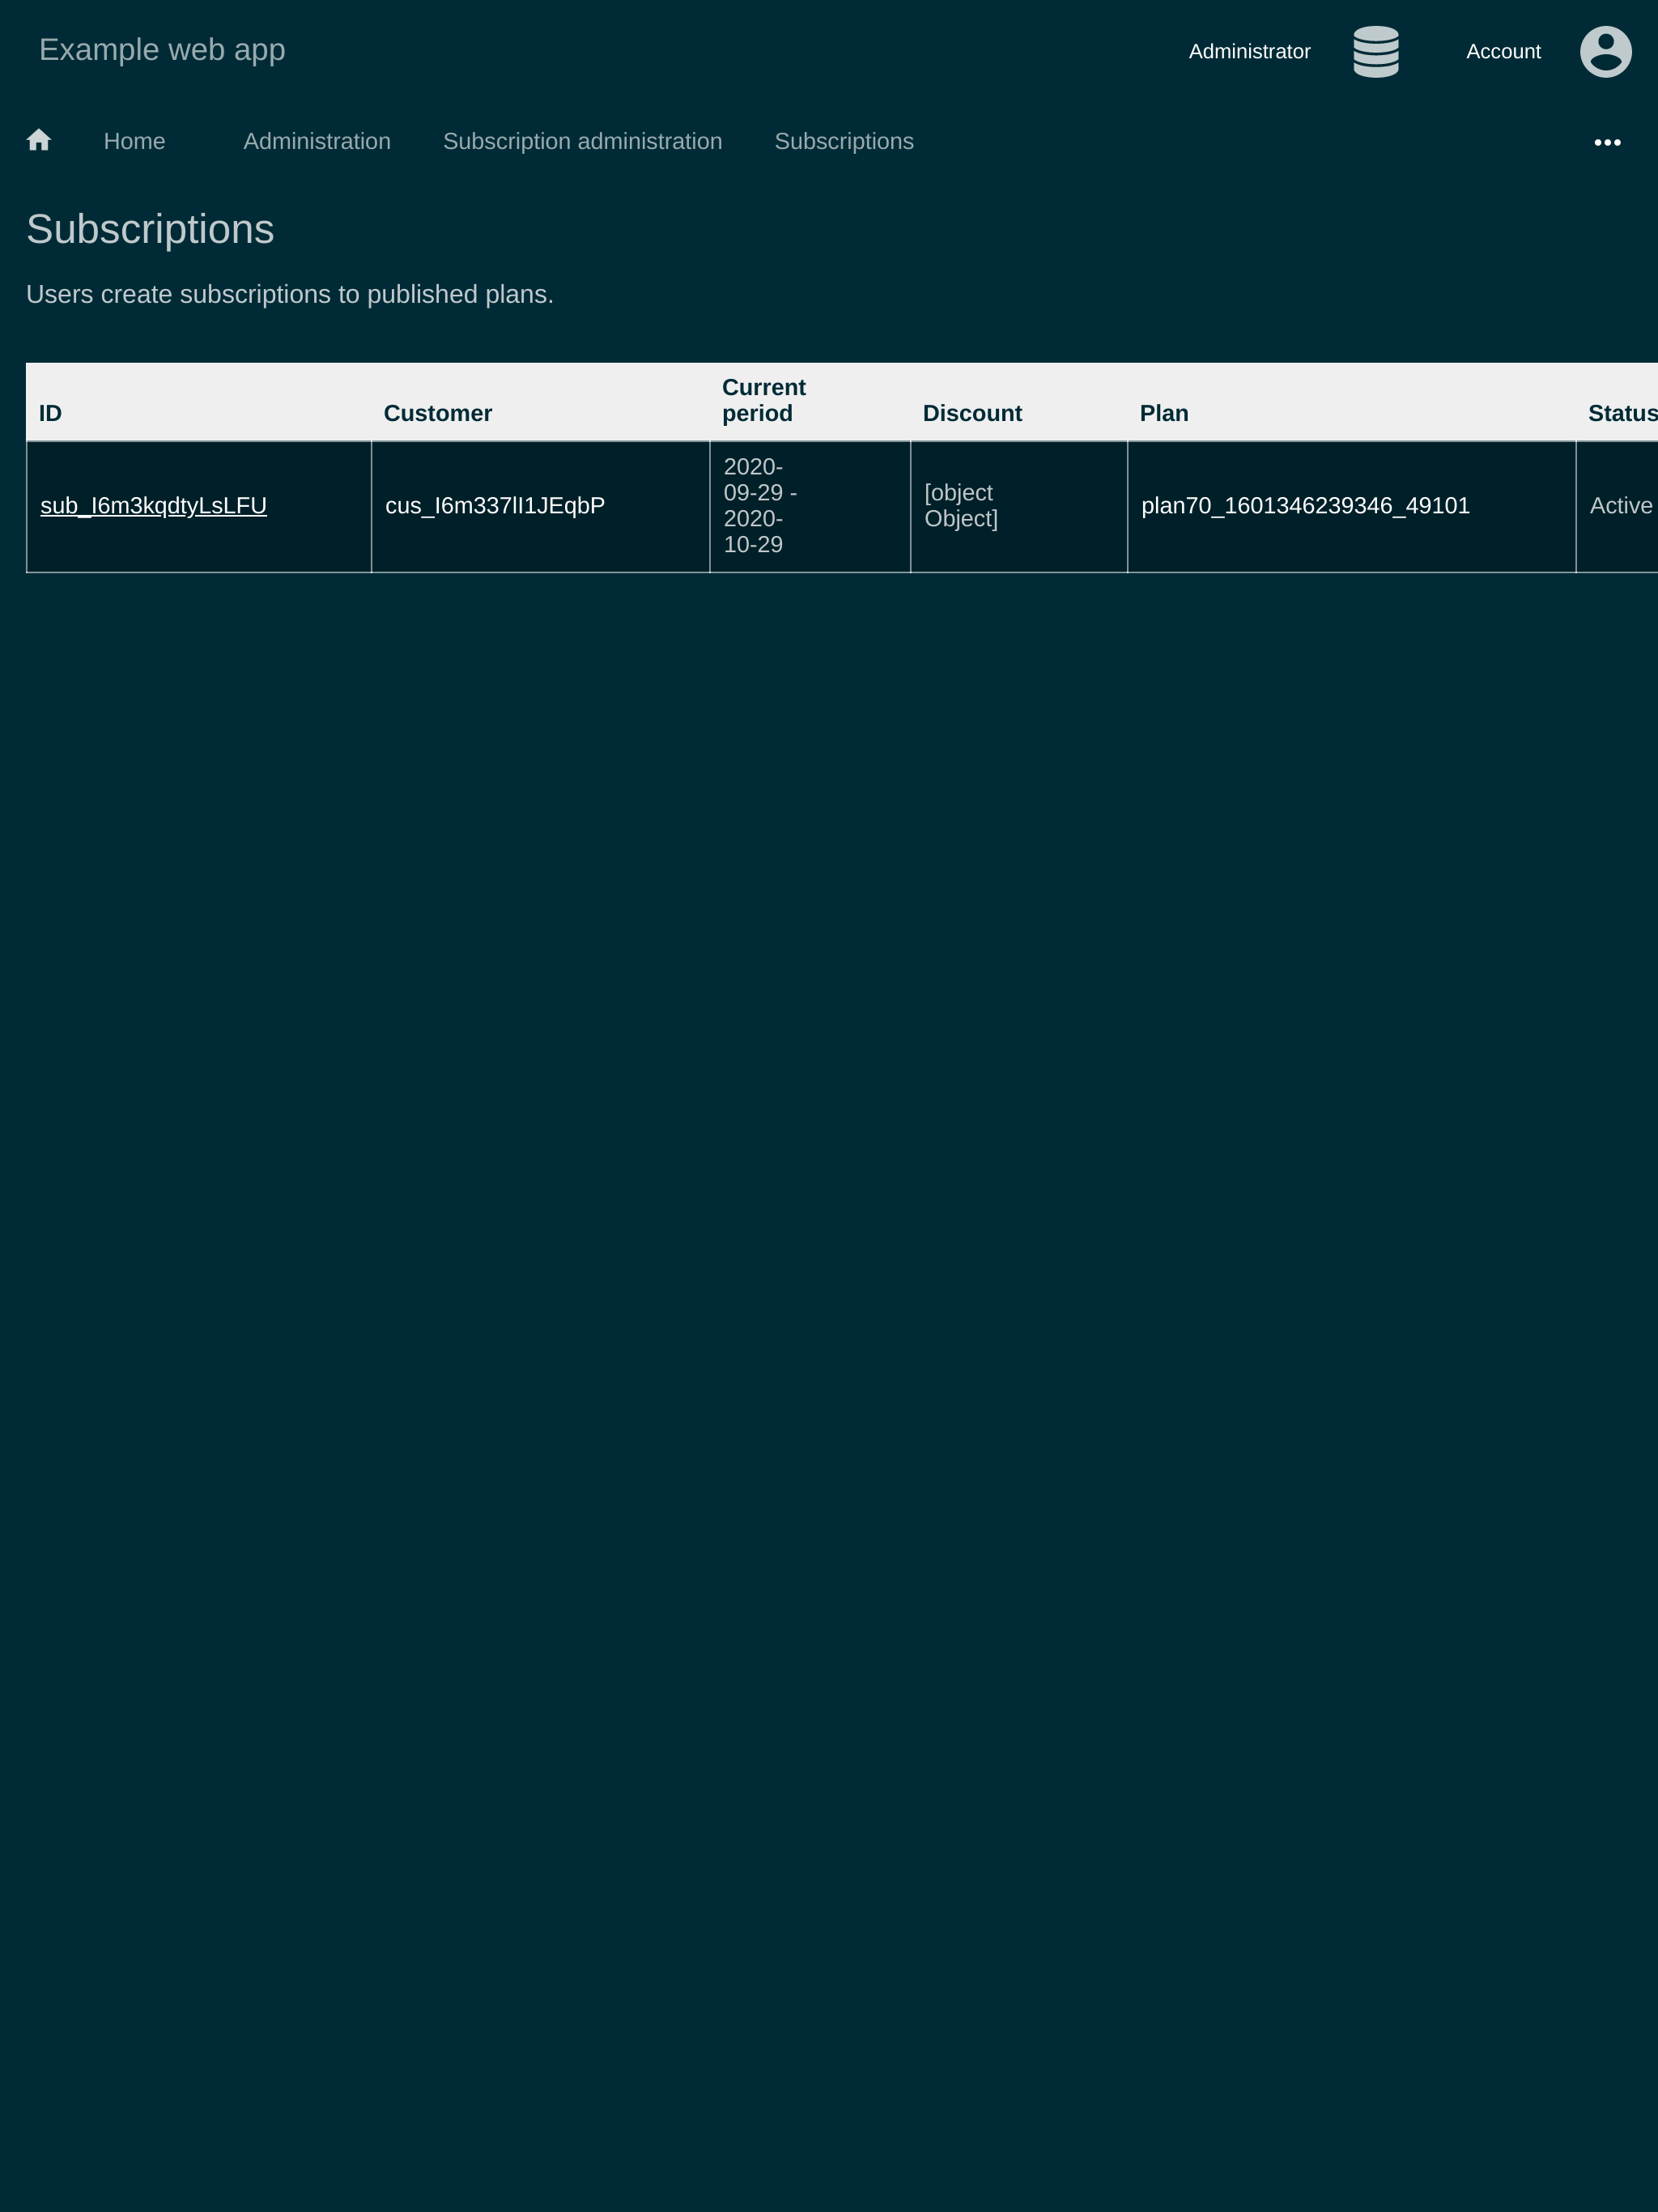 Example web app
Administrator
Account
Home
Administration
Subscription administration
Subscriptions
Subscriptions
Users create subscriptions to published plans.
ID
Customer
Current
period
Discount
Plan
Status
sub_I6m3kqdtyLsLFU
cus_I6m337lI1JEqbP
2020-
09-29 -
2020-
10-29
[object
Object]
plan70_1601346239346_49101
Active